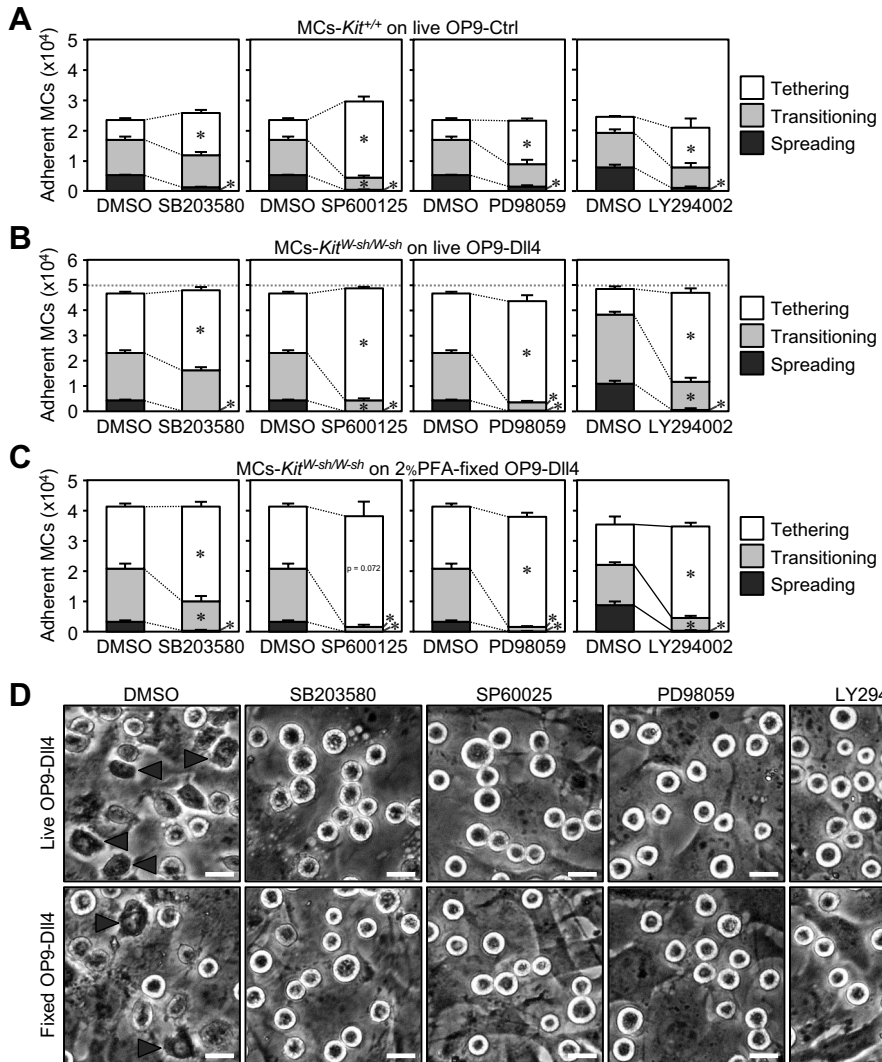 A
MCs-Kit+/+ on live OP9-Ctrl
Adherent MCs (x10⁴)
5
4
3
2
1
0
* * * * * * * * *
DMSO SB203580 DMSO SP600125 DMSO PD98059 DMSO LY294002
Tethering
Transitioning
Spreading
B
MCs-KitW-sh/W-sh on live OP9-Dll4
Adherent MCs (x10⁴)
6
5
4
3
2
1
0
* * * * * * * * * * *
DMSO SB203580 DMSO SP600125 DMSO PD98059 DMSO LY294002
Tethering
Transitioning
Spreading
C
MCs-KitW-sh/W-sh on 2%PFA-fixed OP9-Dll4
Adherent MCs (x10⁴)
5
4
3
2
1
0
* * * p = 0.072 * * * * * *
DMSO SB203580 DMSO SP600125 DMSO PD98059 DMSO LY294002
Tethering
Transitioning
Spreading
D
DMSO SB203580 SP60025 PD98059 LY294
Live OP9-Dll4
Fixed OP9-Dll4